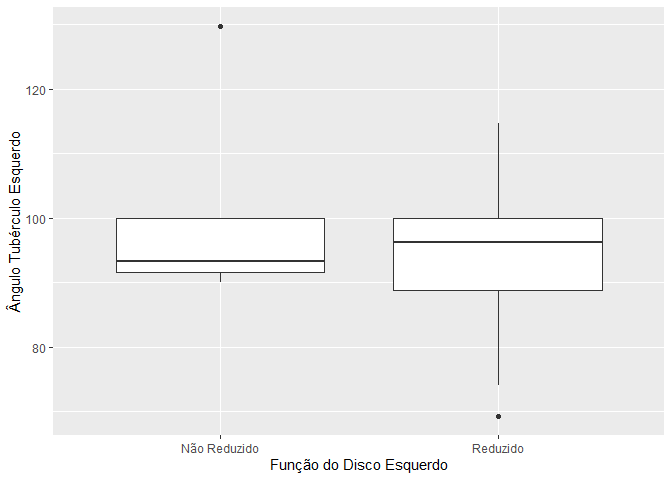 Ângulo Tubérculo Esquerdo
120
100
80
Não Reduzido
Reduzido
Função do Disco Esquerdo